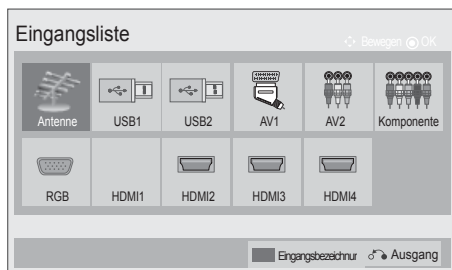 Eingangsliste
Bewegen OK
Antenne USB1 USB2 AV1 AV2 Komponente
RGB HDMI1 HDMI2 HDMI3 HDMI4
Eingangsbezeichnur Ausgang